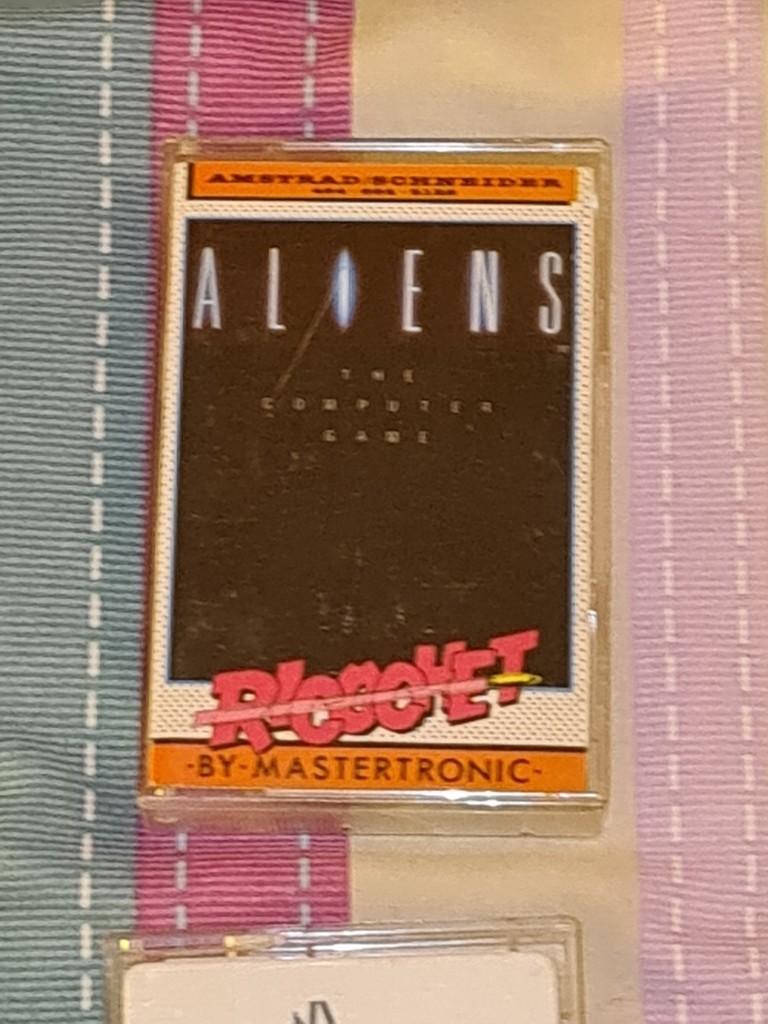 AMSTRAD/SCHNEIDER
464 664 6128
ALIENS
THE
COMPUTER
GAME
RICOCHET
-BY-MASTERTRONIC-